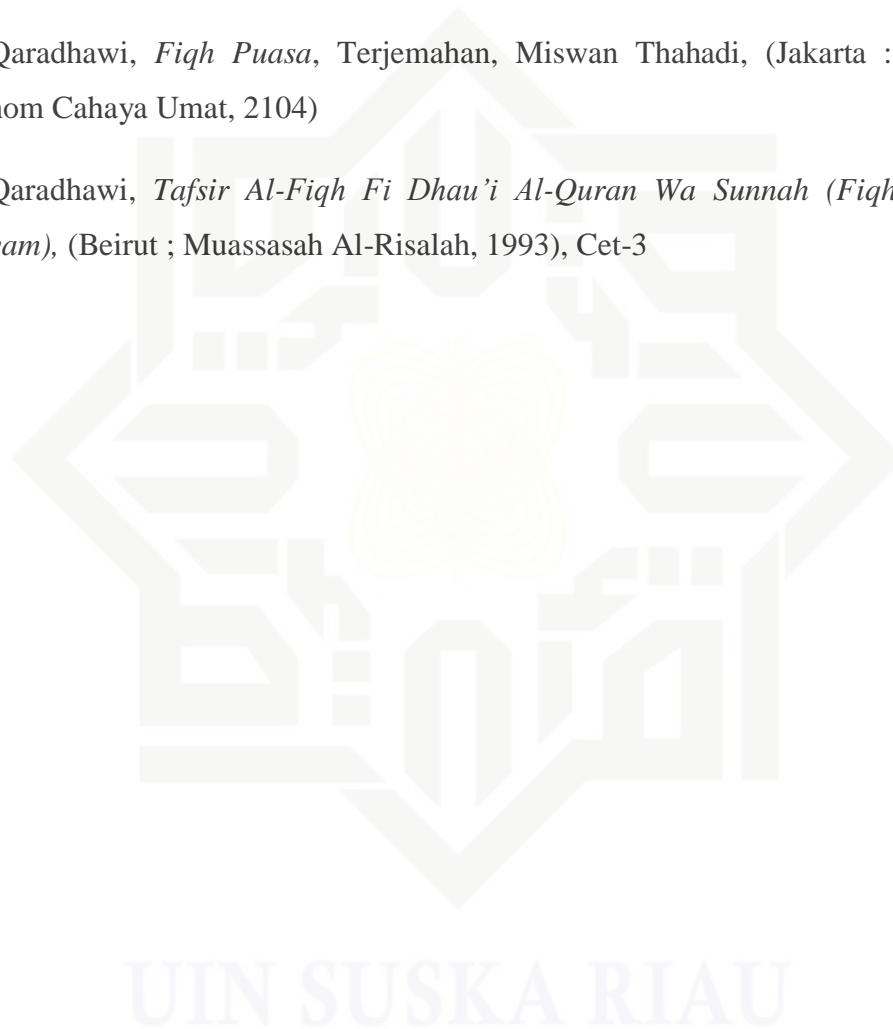 Qaradhawi, Fiqh Puasa, Terjemahan, Miswan Thahadi, (Jakarta :
nom Cahaya Umat, 2104)
Qaradhawi, Tafsir Al-Fiqh Fi Dhau’i Al-Quran Wa Sunnah (Fiqh
yam), (Beirut ; Muassasah Al-Risalah, 1993), Cet-3
UIN SUSKA RIAU